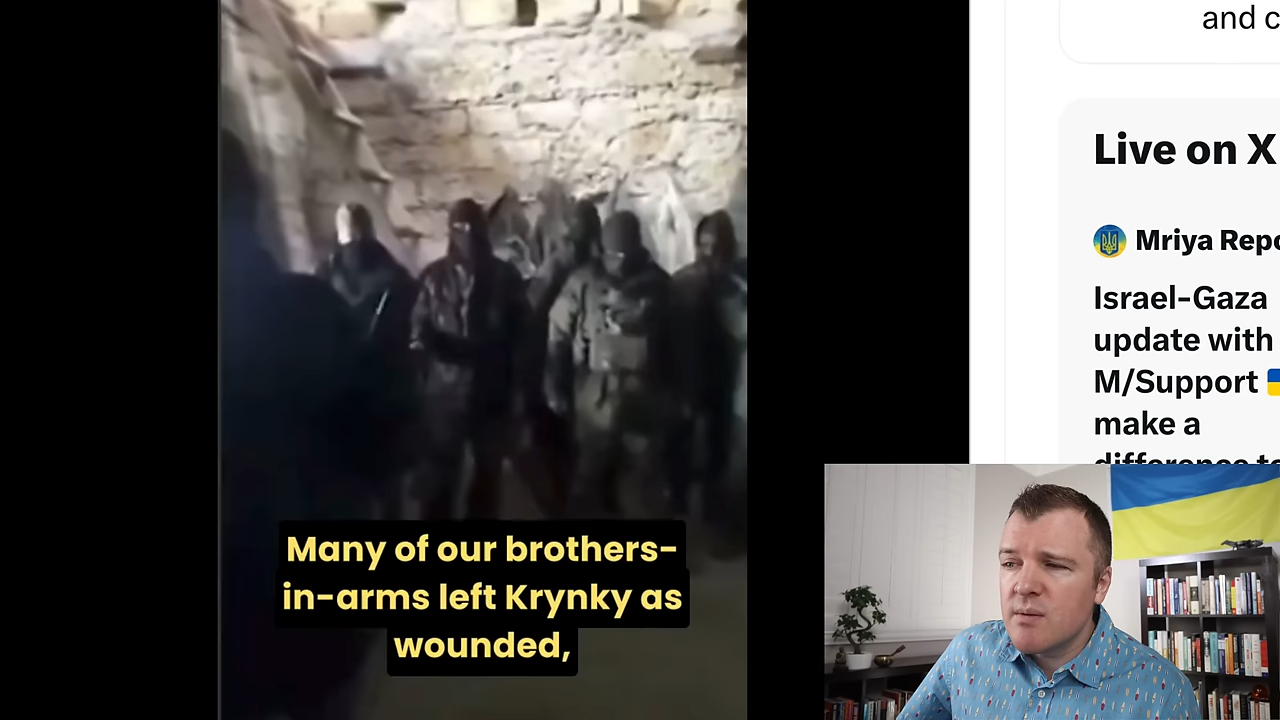 Many of our brothers-
in-arms left Krynky as
wounded,
and c
Live on X
Mriya Repo
Israel-Gaza
update with
M/Support
make a